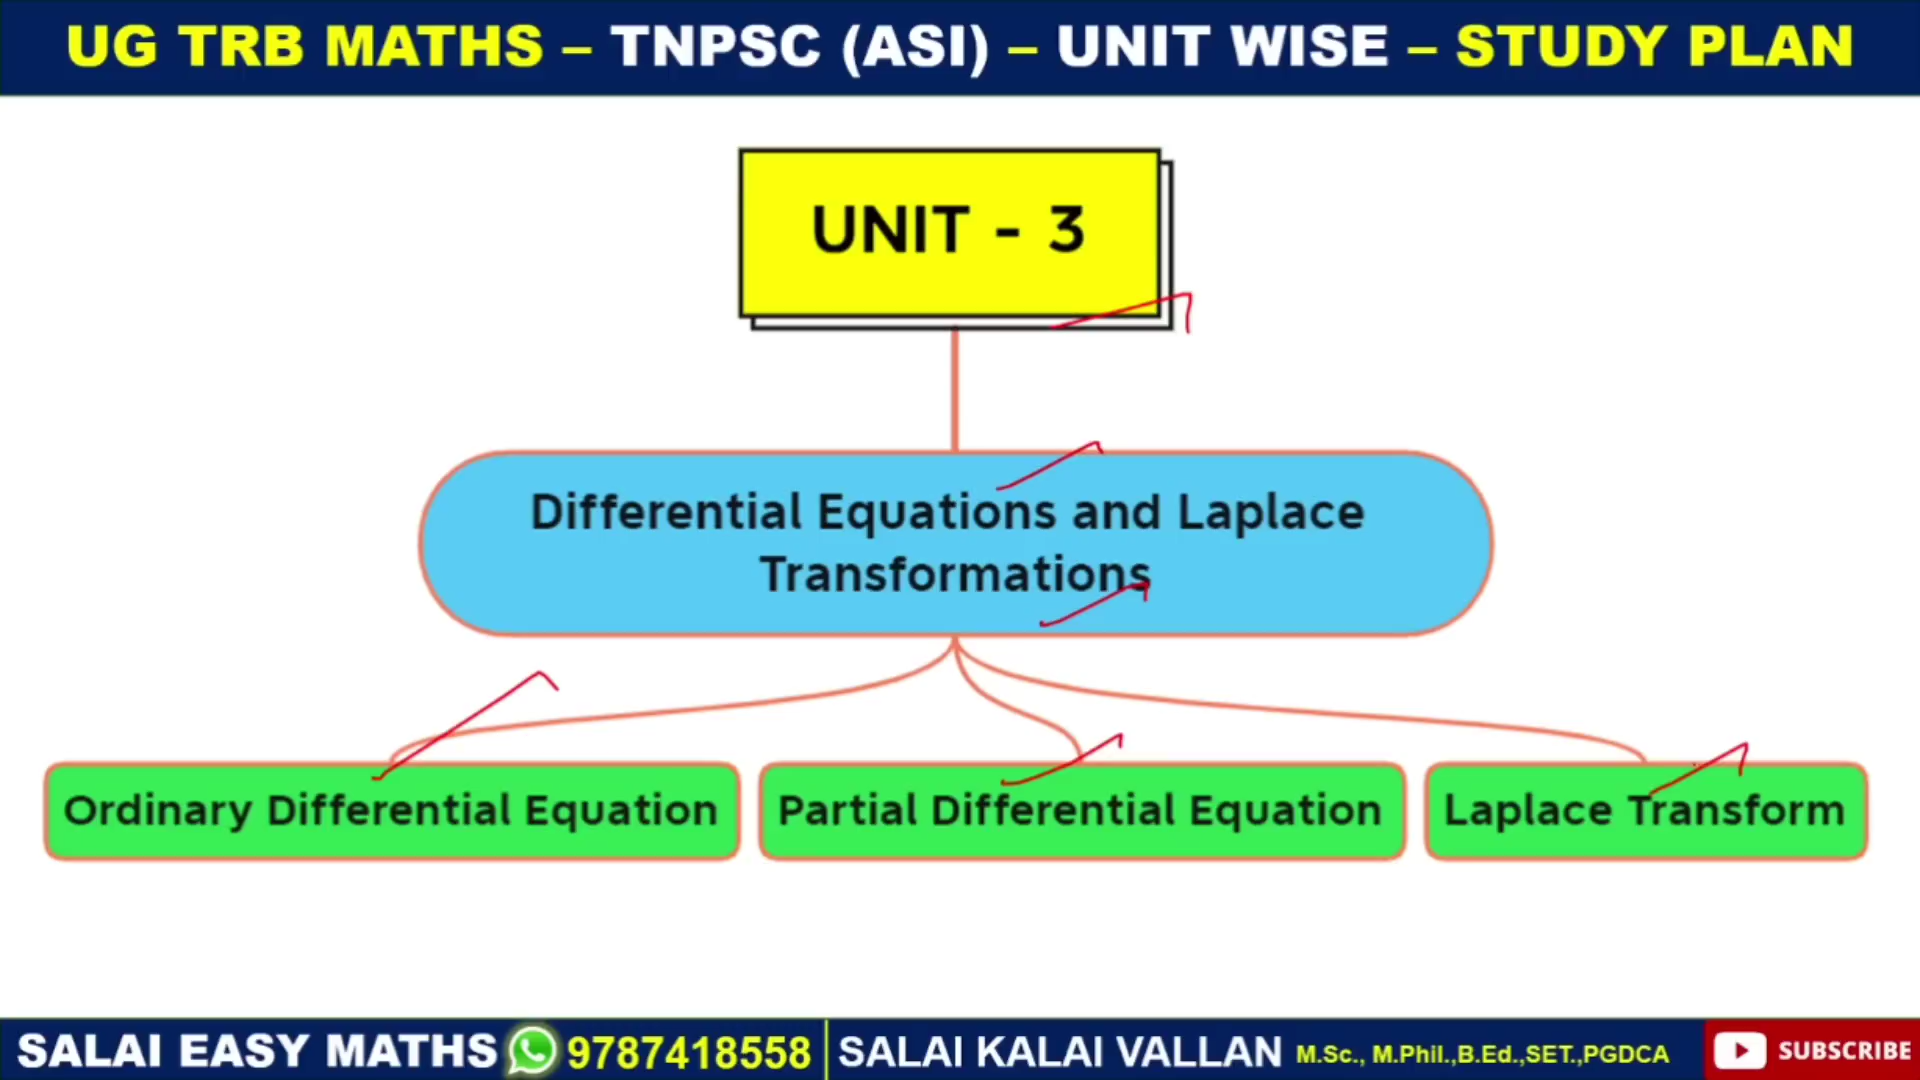 UG TRB MATHS – TNPSC (ASI) – UNIT WISE – STUDY PLAN
UNIT - 3
Differential Equations and Laplace
Transformations
Ordinary Differential Equation
Partial Differential Equation
Laplace Transform
SALAI EASY MATHS 9787418558 SALAI KALAI VALLAN M.Sc., M.Phil.,B.Ed.,SET.,PGDCA SUBSCRIBE